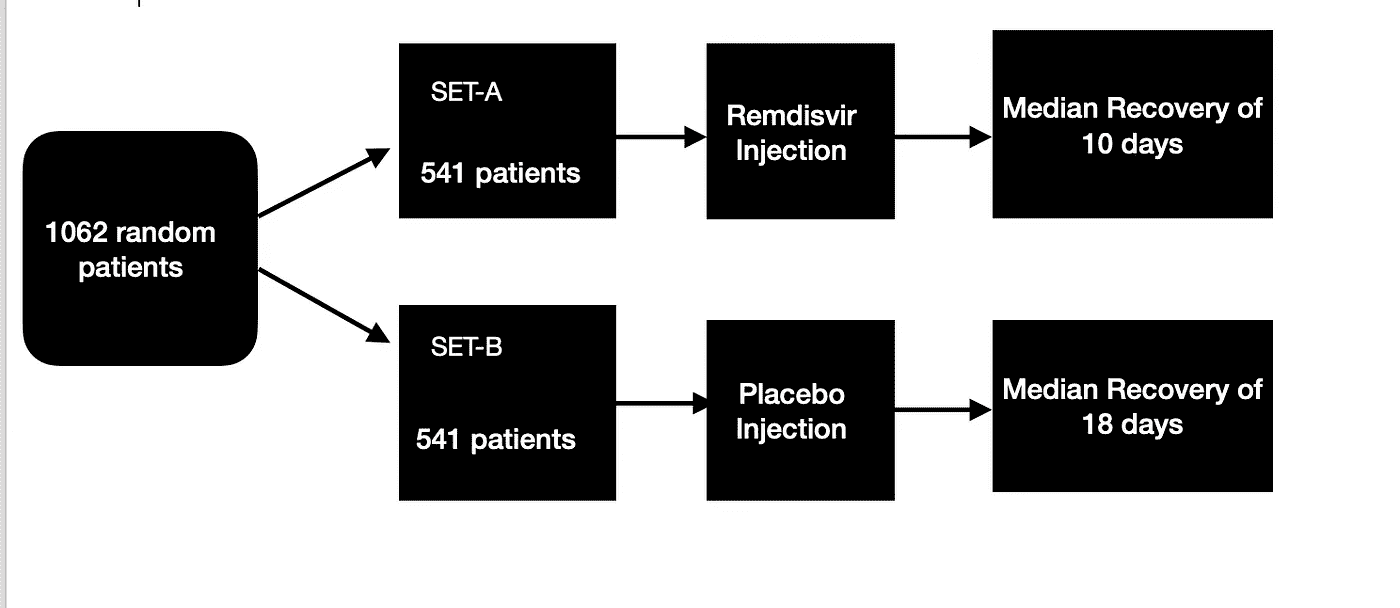 1062 random
patients
SET-A
541 patients
Remdisvir
Injection
Median Recovery of
10 days
SET-B
541 patients
Placebo
Injection
Median Recovery of
18 days